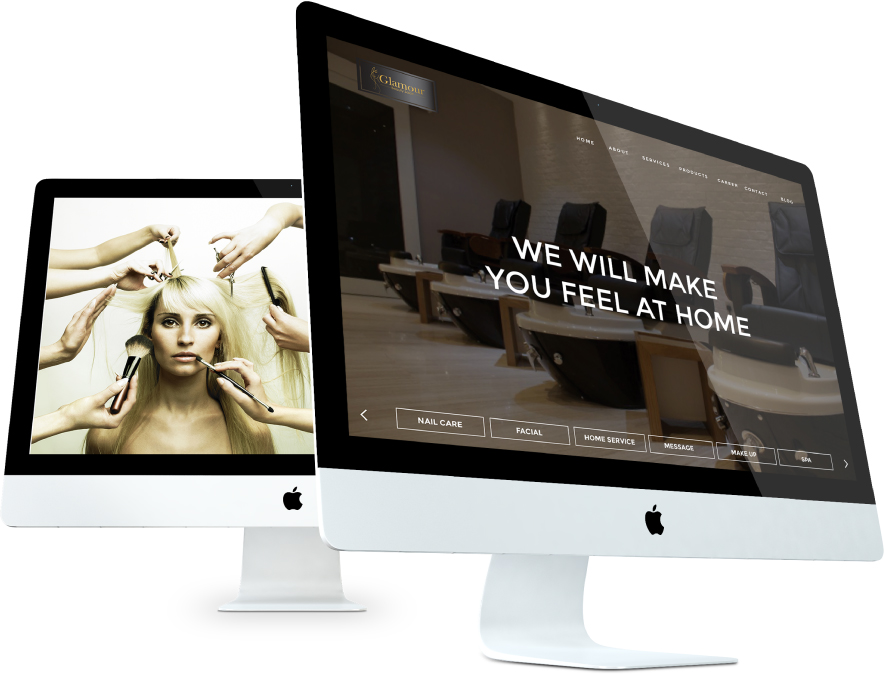 Glamour
HOME ABOUT SERVICES PRODUCTS CAREER CONTACT BLOG
WE WILL MAKE
YOU FEEL AT HOME
NAIL CARE FACIAL HOME SERVICE MESSAGE MAKE UP SPA